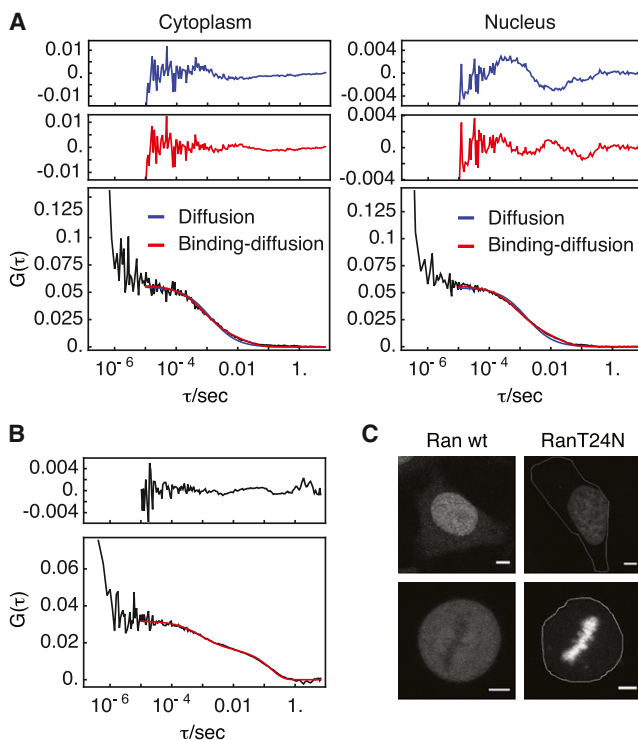 A
Cytoplasm
Nucleus
0.01
0.
-0.01
0.004
0.
-0.004
0.01
0.
-0.01
0.004
0.
-0.004
G(τ)
0.125
0.1
0.075
0.05
0.025
0.
Diffusion
Binding-diffusion
10-6
10-4
0.01
1.
τ/sec
0.125
0.1
0.075
0.05
0.025
0.
Diffusion
Binding-diffusion
10-6
10-4
0.01
1.
τ/sec
B
0.004
0.
-0.004
G(τ)
0.06
0.04
0.02
0.
10-6
10-4
0.01
1.
τ/sec
C
Ran wt
RanT24N